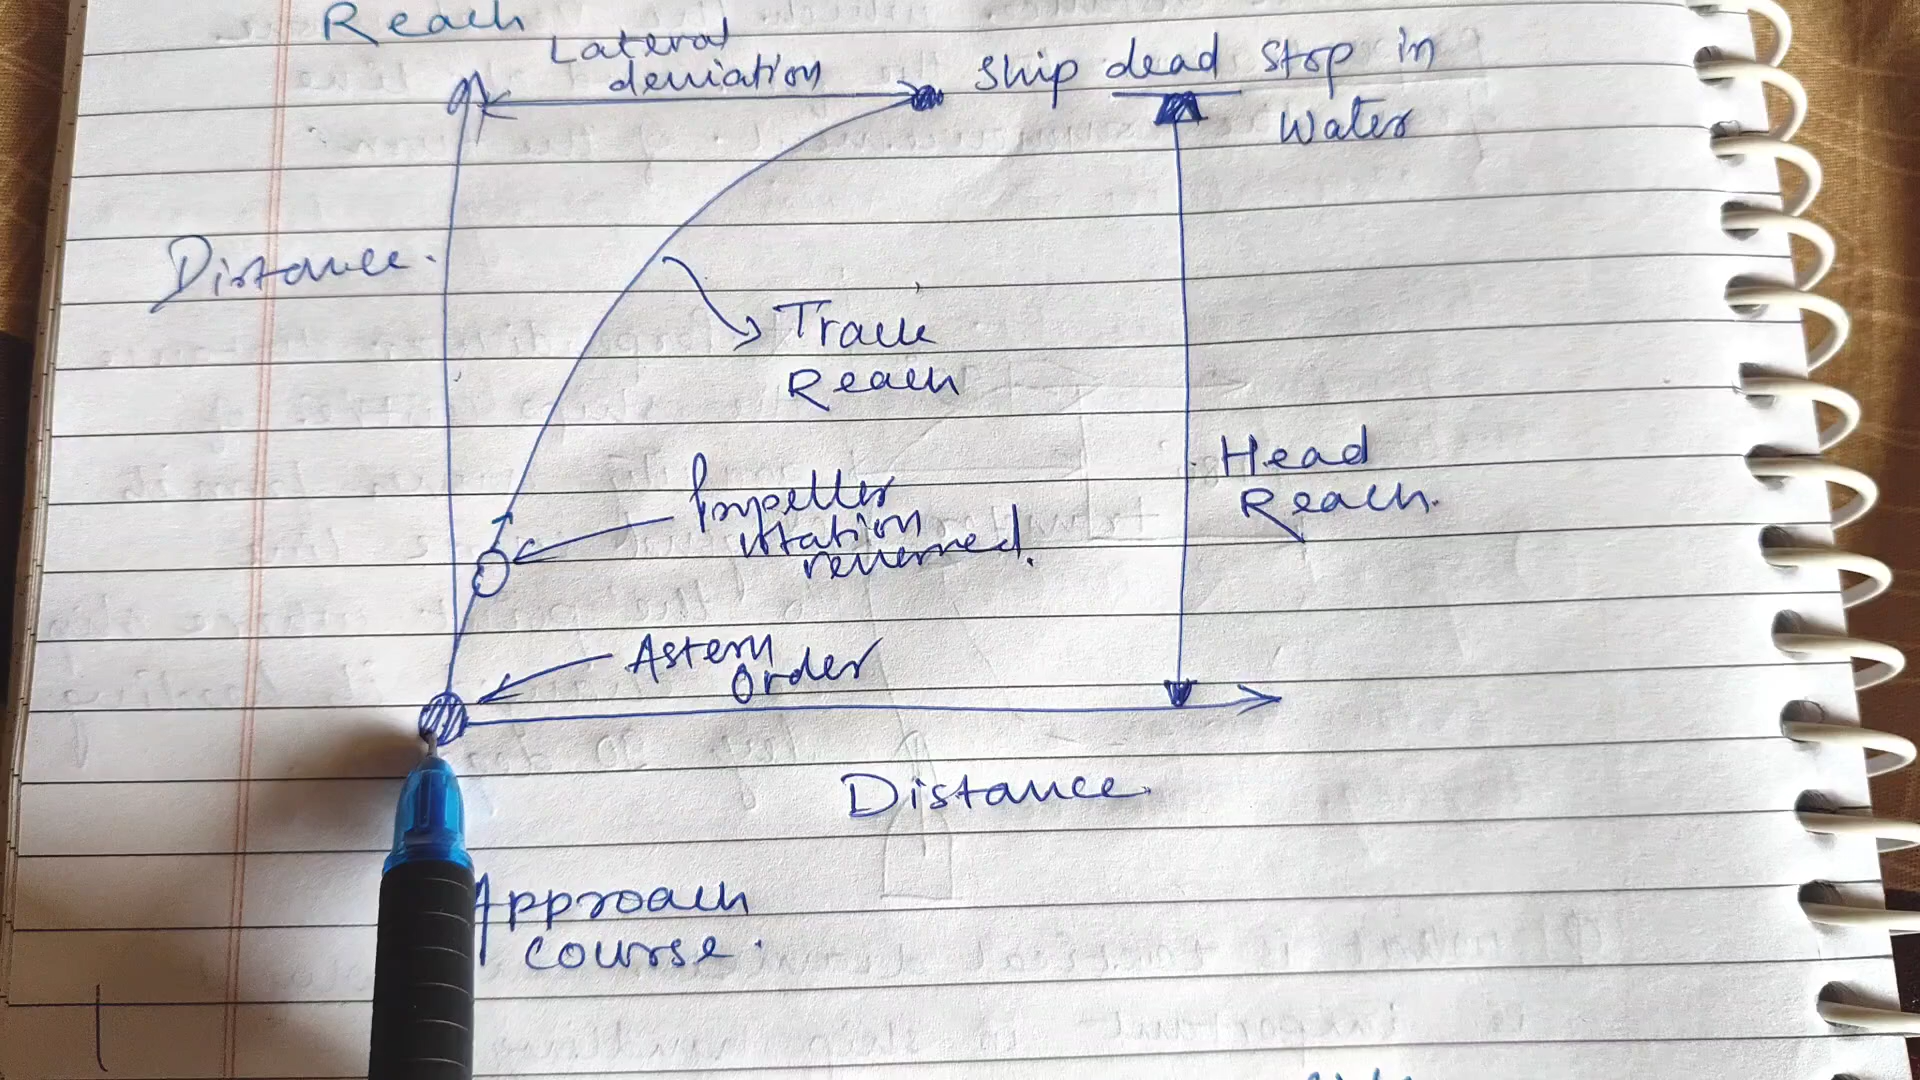 Reach
Lateral
deviation
Ship dead stop in
Water
Distance.
Track
Reach
Head
Reach.
Propeller
rotation
reversed.
Astern
Order
Distance.
Approach
course.